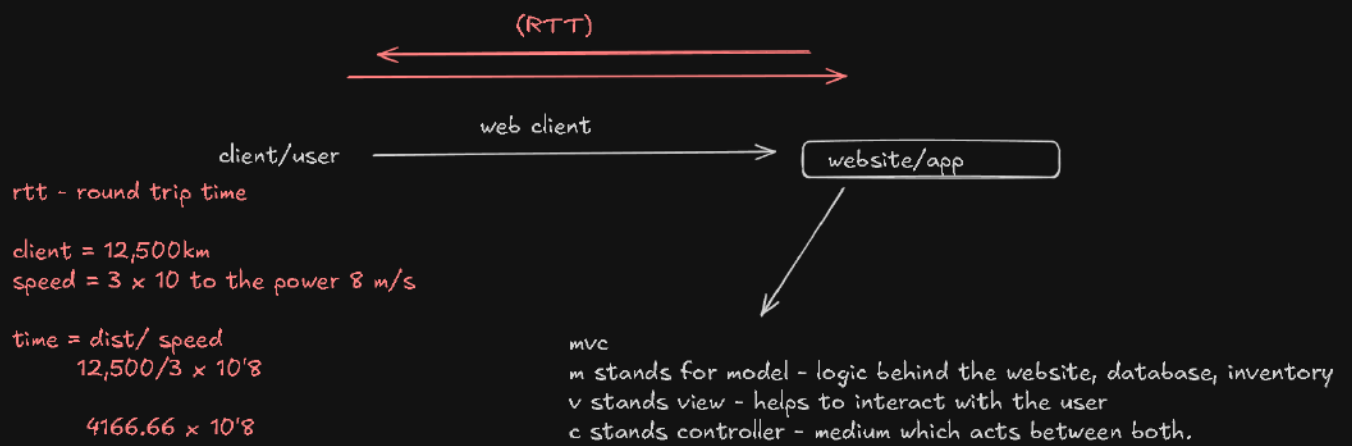 (RTT)
web client
client/user
website/app
rtt - round trip time
client = 12,500km
speed = 3 x 10 to the power 8 m/s
time = dist/ speed
12,500/3 x 10'8
4166.66 x 10'8
mvc
m stands for model - logic behind the website, database, inventory
v stands view - helps to interact with the user
c stands controller - medium which acts between both.